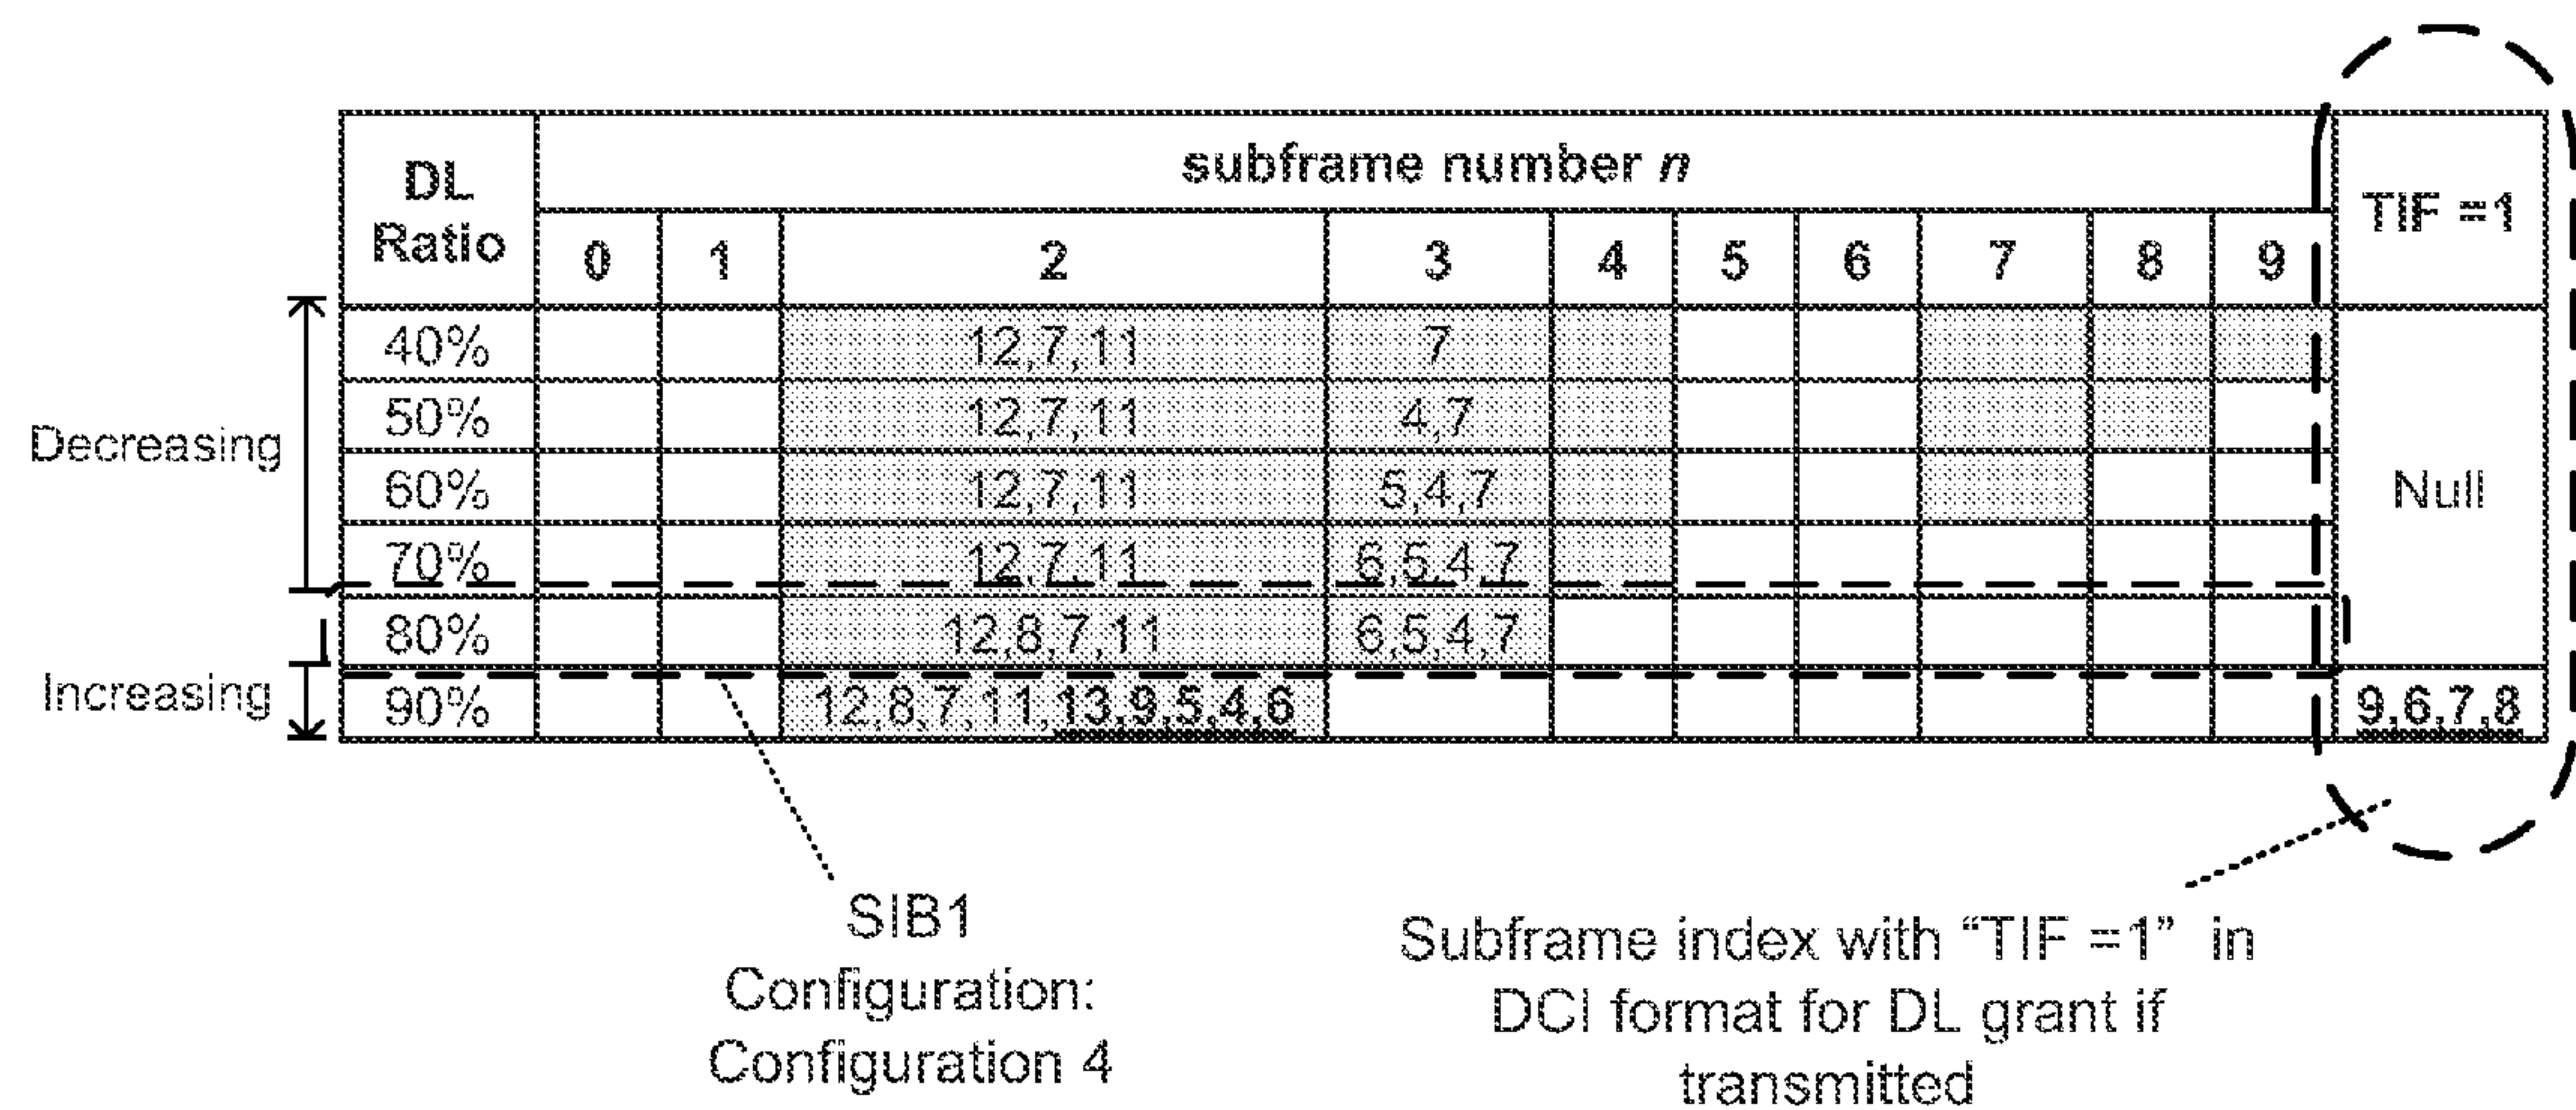 DL Ratio subframe number n TIF =1
0 1 2 3 4 5 6 7 8 9
40% 12,7,11 7
50% 12,7,11 4,7
60% 12,7,11 5,4,7 Null
70% 12,7,11 6,5,4,7
80% 12,8,7,11 6,5,4,7
90% 12,8,7,11,13,9,5,4,6 9,6,7,8
Decreasing
Increasing
SIB1
Configuration:
Configuration 4
Subframe index with “TIF =1” in
DCI format for DL grant if
transmitted